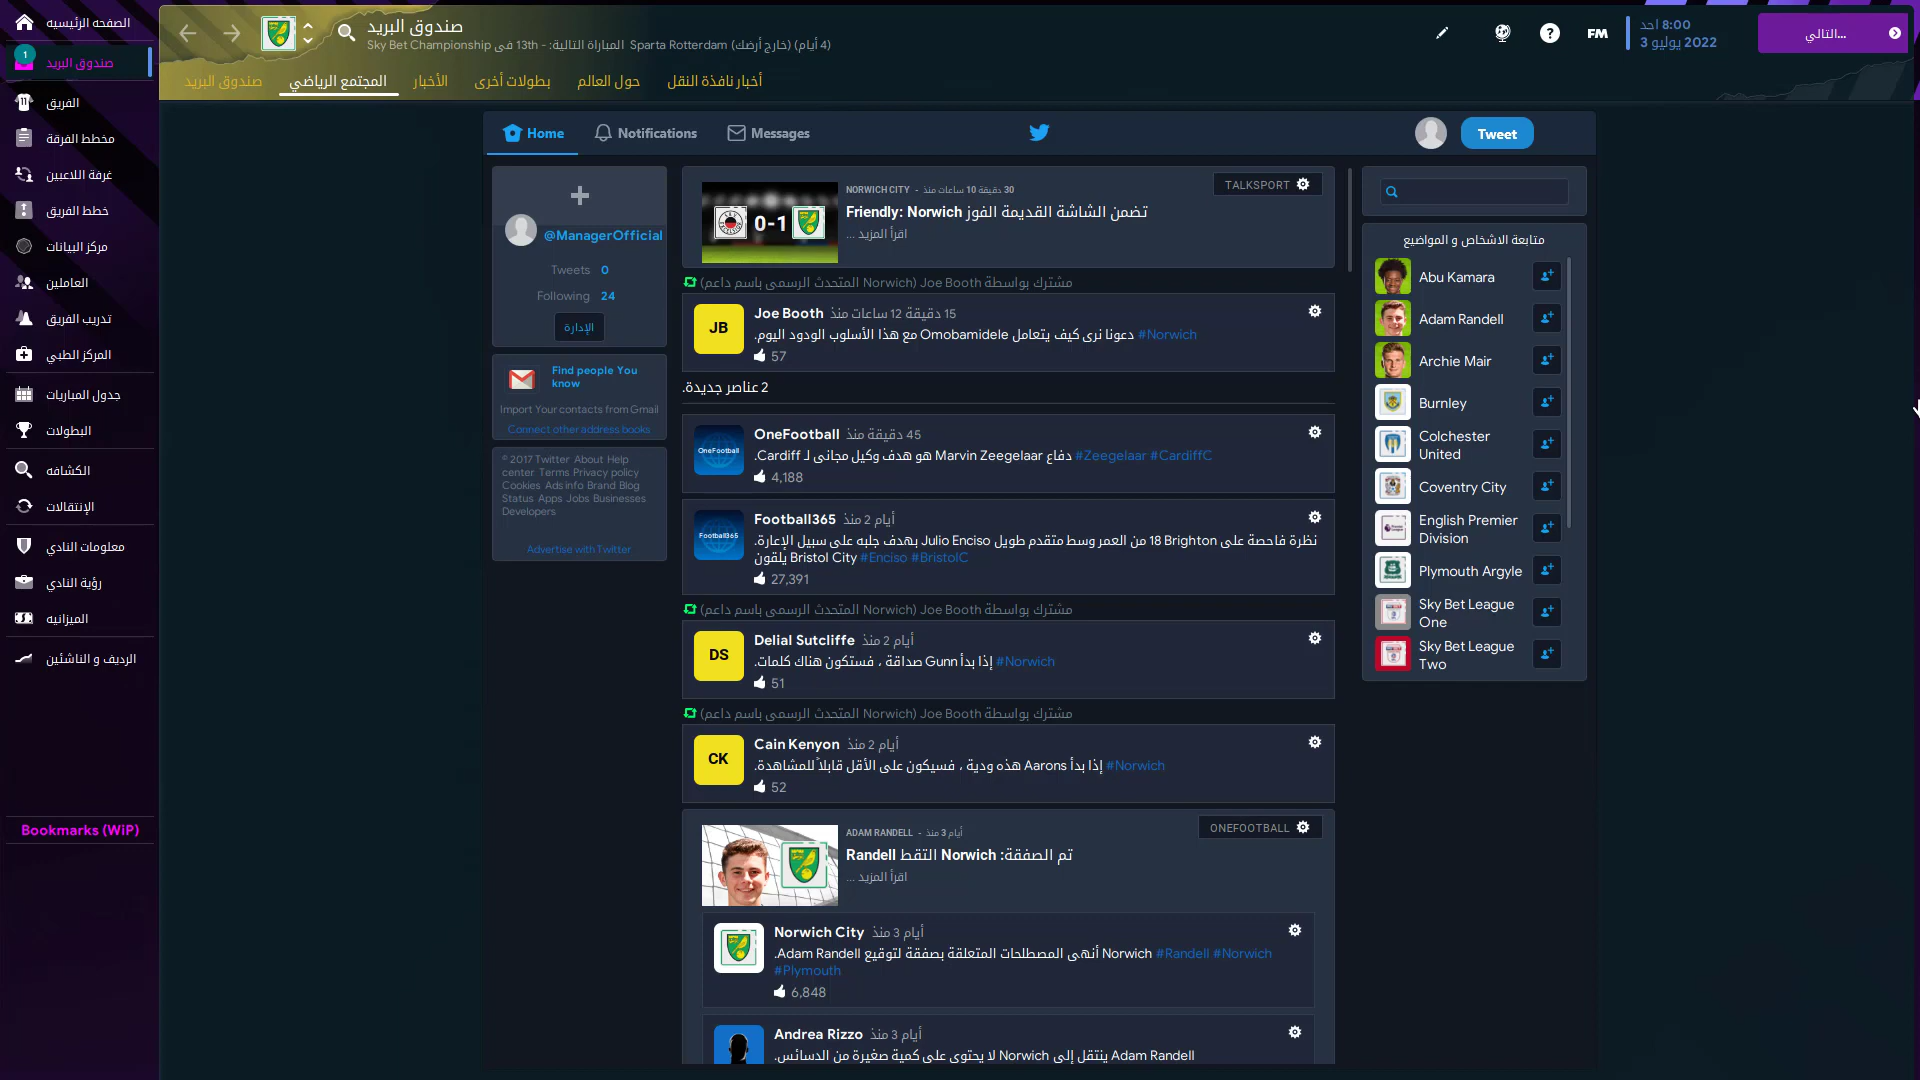 الصفحه الرئيسيه
1
صندوق البريد
الفريق
مخطط الفرقة
غرفة اللاعبين
خطط الفريق
مركز البيانات
العاملين
تدريب الفريق
المركز الطبي
جدول المباريات
البطولات
الكشافه
الإنتقالات
معلومات النادي
رؤية النادي
الميزانيه
الرديف و الناشئين
Bookmarks (WiP)
صندوق البريد
Sky Bet Championship في 13th - :المباراة التالية Sparta Rotterdam (خارج أرضك) (4 أيام)
FM
8:00 احد
3 يوليو 2022
التالي...
صندوق البريد
المجتمع الرياضي
الأخبار
بطولات أخرى
حول العالم
أخبار نافذة النقل
Home
Notifications
Messages
Tweet
@ManagerOfficial
Tweets 0
Following 24
الإدارة
Find people You know
Import Your contacts from Gmail
Connect other address books
© 2017 Twitter About Help
center Terms Privacy policy
Cookies Ads info Brand Blog
Status Apps Jobs Businesses
Developers
Advertise with Twitter
0-1
NORWICH CITY - 30 دقيقة 10 ساعات منذ
TALKSPORT
Friendly: Norwich تضمن الشاشة القديمة الفوز
اقرأ المزيد ...
مشترك بواسطة Joe Booth (Norwich المتحدث الرسمي باسم داعم)
JB
Joe Booth 15 دقيقة 12 ساعات منذ
دعونا نرى كيف يتعامل Omobamidele مع هذا الأسلوب الودود اليوم. #Norwich
57
2 عناصر جديدة.
OneFootball
OneFootball 45 دقيقة منذ
دفاع Marvin Zeegelaar هو هدف وكيل مجاني لـ Cardiff. #Zeegelaar #CardiffC
4,188
Football365
Football365 2 أيام منذ
نظرة فاحصة على Brighton 18 من العمر وسط متقدم طويل Julio Enciso بهدف جلبه على سبيل الإعارة.
يلقون Bristol City #Enciso #BristolC
27,391
مشترك بواسطة Joe Booth (Norwich المتحدث الرسمي باسم داعم)
DS
Delial Sutcliffe 2 أيام منذ
إذا بدأ Gunn صداقة ، فستكون هناك كلمات. #Norwich
51
مشترك بواسطة Joe Booth (Norwich المتحدث الرسمي باسم داعم)
CK
Cain Kenyon 2 أيام منذ
إذا بدأ Aarons هذه ودية ، فسيكون على الأقل قابلاً للمشاهدة. #Norwich
52
ADAM RANDELL - 3 أيام منذ
ONEFOOTBALL
تم الصفقة: Norwich التقط Randell
اقرأ المزيد ...
Norwich City 3 أيام منذ
Norwich أنهى المصطلحات المتعلقة بصفقة لتوقيع Adam Randell. #Randell #Norwich
#Plymouth
6,848
Andrea Rizzo 3 أيام منذ
Adam Randell ينتقل إلى Norwich لا يحتوي على كمية صغيرة من الدسائس.
متابعة الاشخاص و المواضيع
Abu Kamara
Adam Randell
Archie Mair
Burnley
Colchester
United
Coventry City
English Premier
Division
Plymouth Argyle
Sky Bet League
One
Sky Bet League
Two